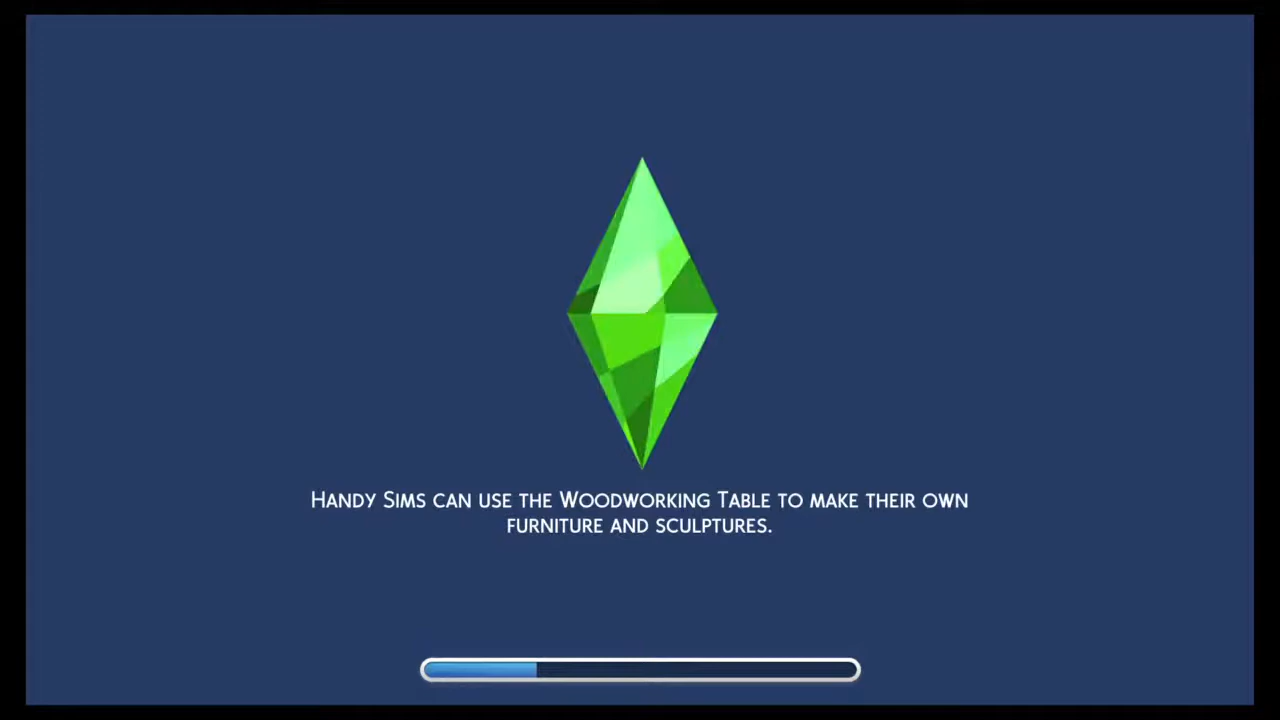 Handy Sims can use the Woodworking Table to make their own
furniture and sculptures.